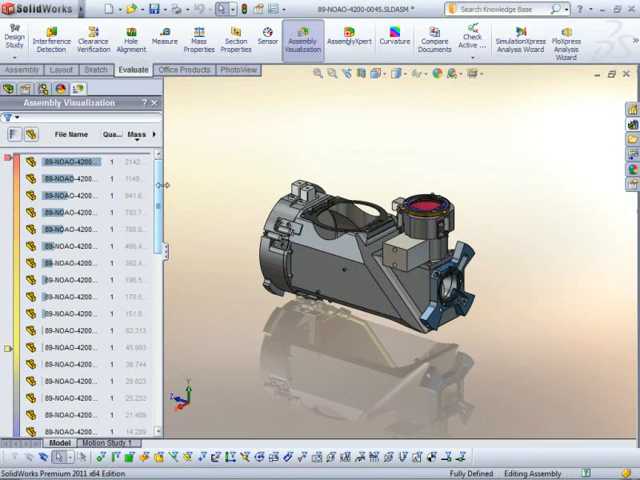 SolidWorks
89-NOAO-4200-0045.SLDASM *
Search Knowledge Base
Design Study
Interference Detection
Clearance Verification
Hole Alignment
Measure
Mass Properties
Section Properties
Sensor
Assembly Visualization
AssemblyXpert
Curvature
Compare Documents
Check Active ...
SimulationXpress Analysis Wizard
FloXpress Analysis Wizard
Assembly Layout Sketch Evaluate Office Products PhotoView
Assembly Visualization ?
File Name Qua... Mass
89-NOAO-4200... 1 2142...
89-NOAO-4200... 1 1149...
89-NOAO-4200... 1 941.6...
89-NOAO-4200... 1 793.7...
89-NOAO-4200... 1 780.8...
89-NOAO-4200... 1 466.4...
89-NOAO-4200... 1 382.4...
89-NOAO-4200... 1 196.5...
89-NOAO-4200... 1 178.5...
89-NOAO-4200... 1 151.8...
89-NOAO-4200... 1 62.313
89-NOAO-4200... 1 45.993
89-NOAO-4200... 1 39.744
89-NOAO-4200... 1 29.823
89-NOAO-4200... 1 25.233
89-NOAO-4200... 1 21.489
89-NOAO-4200... 1 14.289
Y
Z
X
Model Motion Study 1
SolidWorks Premium 2011 x64 Edition
Fully Defined Editing Assembly